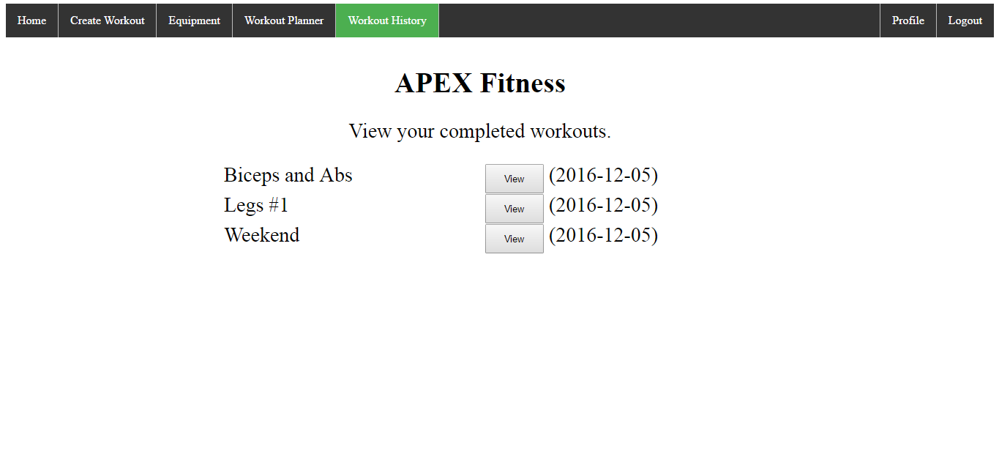 Home Create Workout Equipment Workout Planner Workout History Profile Logout
APEX Fitness
View your completed workouts.
Biceps and Abs View (2016-12-05)
Legs #1 View (2016-12-05)
Weekend View (2016-12-05)